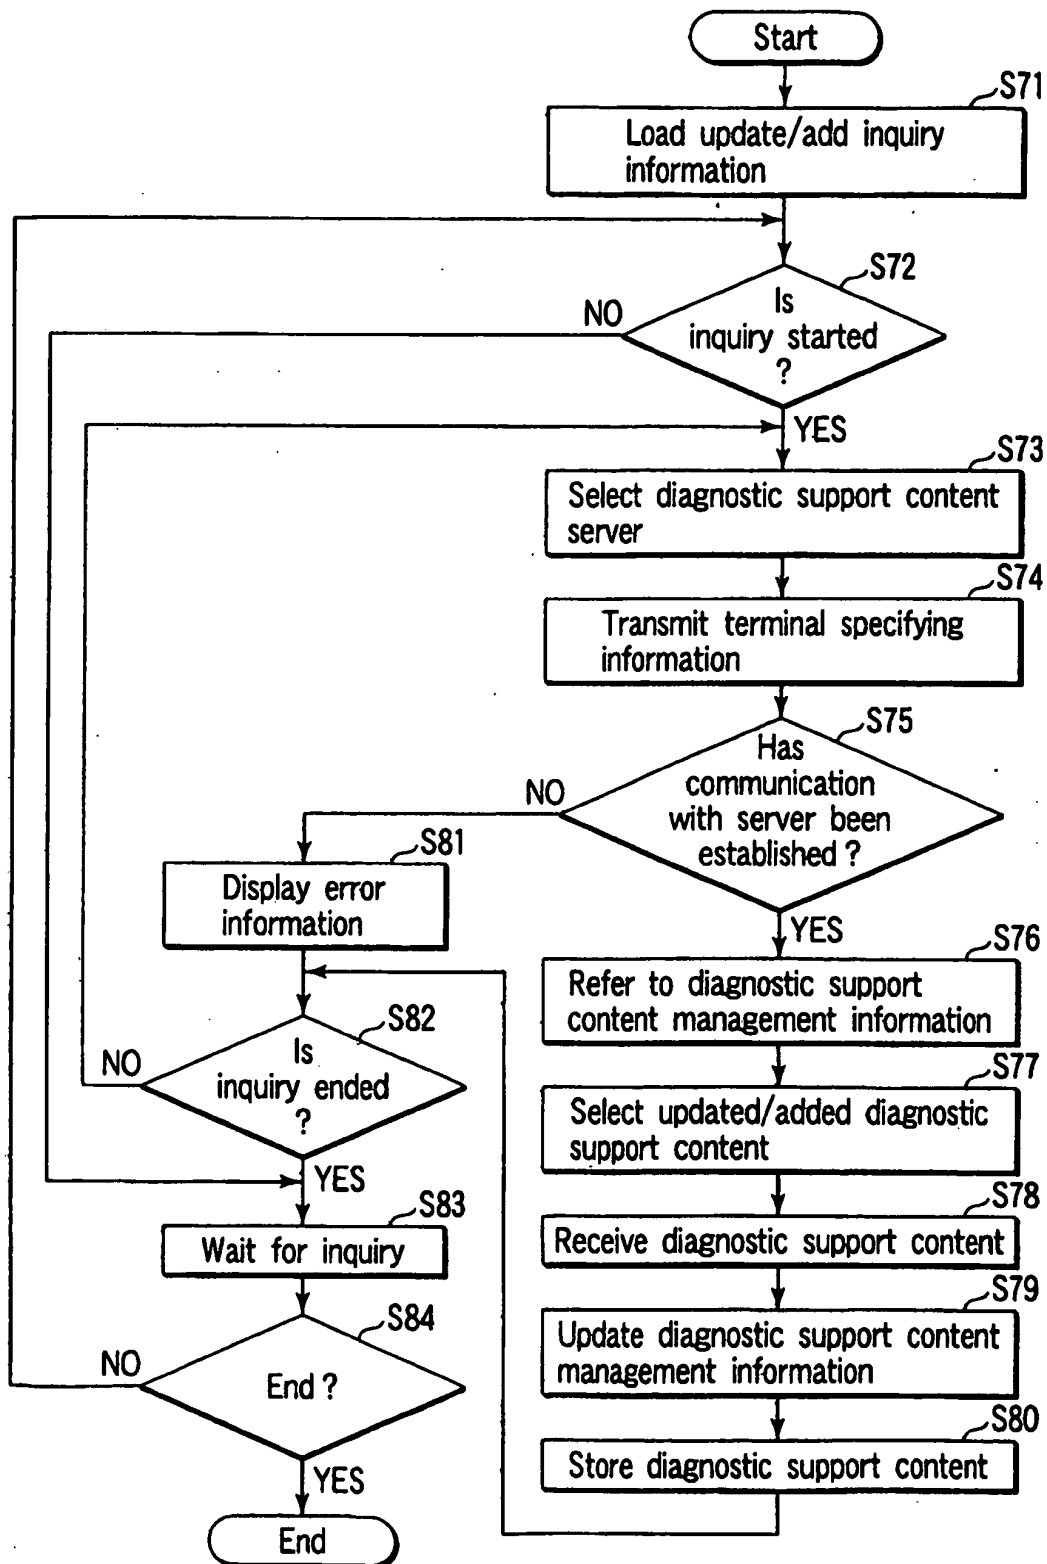 Start
S71
Load update/add inquiry
information
S72
Is
inquiry started
?
NO
YES
S73
Select diagnostic support content
server
S74
Transmit terminal specifying
information
S75
Has
communication
with server been
established ?
NO
YES
S81
Display error
information
S76
Refer to diagnostic support
content management information
S82
Is
inquiry ended
?
NO
YES
S77
Select updated/added diagnostic
support content
S78
Receive diagnostic support content
S83
Wait for inquiry
S79
Update diagnostic support content
management information
S84
End ?
NO
YES
S80
Store diagnostic support content
End